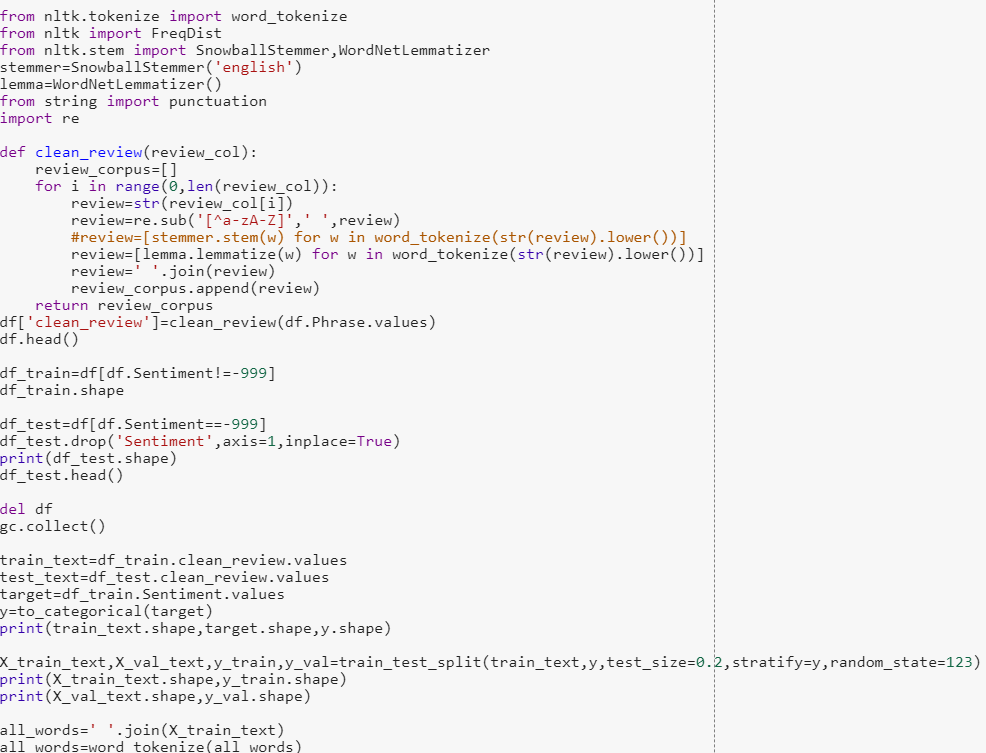 from nltk.tokenize import word_tokenize
from nltk import FreqDist
from nltk.stem import SnowballStemmer,WordNetLemmatizer
stemmer=SnowballStemmer('english')
lemma=WordNetLemmatizer()
from string import punctuation
import re

def clean_review(review_col):
    review_corpus=[]
    for i in range(0,len(review_col)):
        review=str(review_col[i])
        review=re.sub('[^a-zA-Z]',' ',review)
        #review=[stemmer.stem(w) for w in word_tokenize(str(review).lower())]
        review=[lemma.lemmatize(w) for w in word_tokenize(str(review).lower())]
        review=' '.join(review)
        review_corpus.append(review)
    return review_corpus
df['clean_review']=clean_review(df.Phrase.values)
df.head()

df_train=df[df.Sentiment!=-999]
df_train.shape

df_test=df[df.Sentiment==-999]
df_test.drop('Sentiment',axis=1,inplace=True)
print(df_test.shape)
df_test.head()

del df
gc.collect()

train_text=df_train.clean_review.values
test_text=df_test.clean_review.values
target=df_train.Sentiment.values
y=to_categorical(target)
print(train_text.shape,target.shape,y.shape)

X_train_text,X_val_text,y_train,y_val=train_test_split(train_text,y,test_size=0.2,stratify=y,random_state=123)
print(X_train_text.shape,y_train.shape)
print(X_val_text.shape,y_val.shape)

all_words=' '.join(X_train_text)
all_words=word_tokenize(all_words)